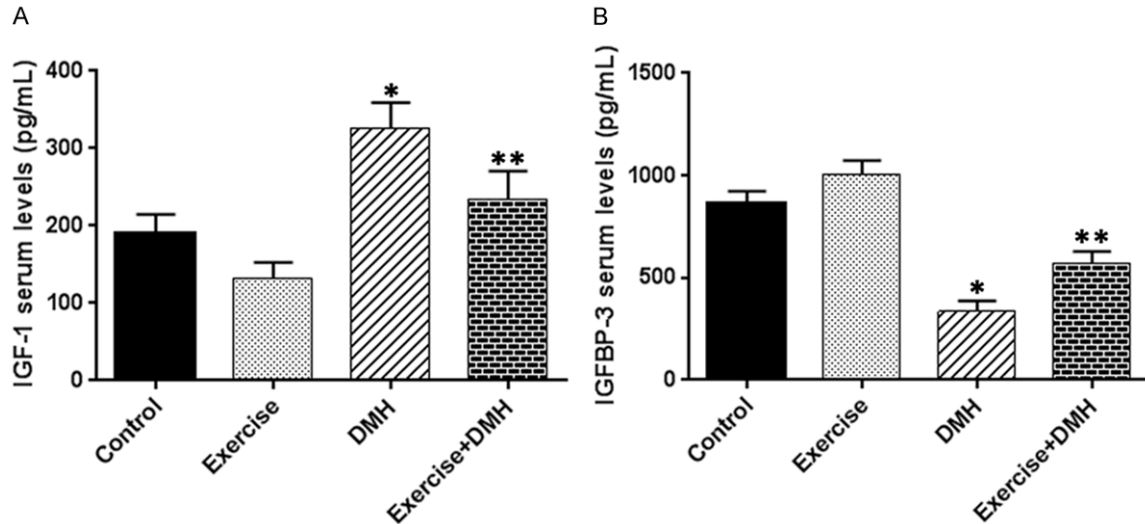 A
IGF-1 serum levels (pg/mL)
400
300
200
100
0
*
**
Control
Exercise
DMH
Exercise+DMH
B
IGFBP-3 serum levels (pg/mL)
1500
1000
500
0
*
**
Control
Exercise
DMH
Exercise+DMH